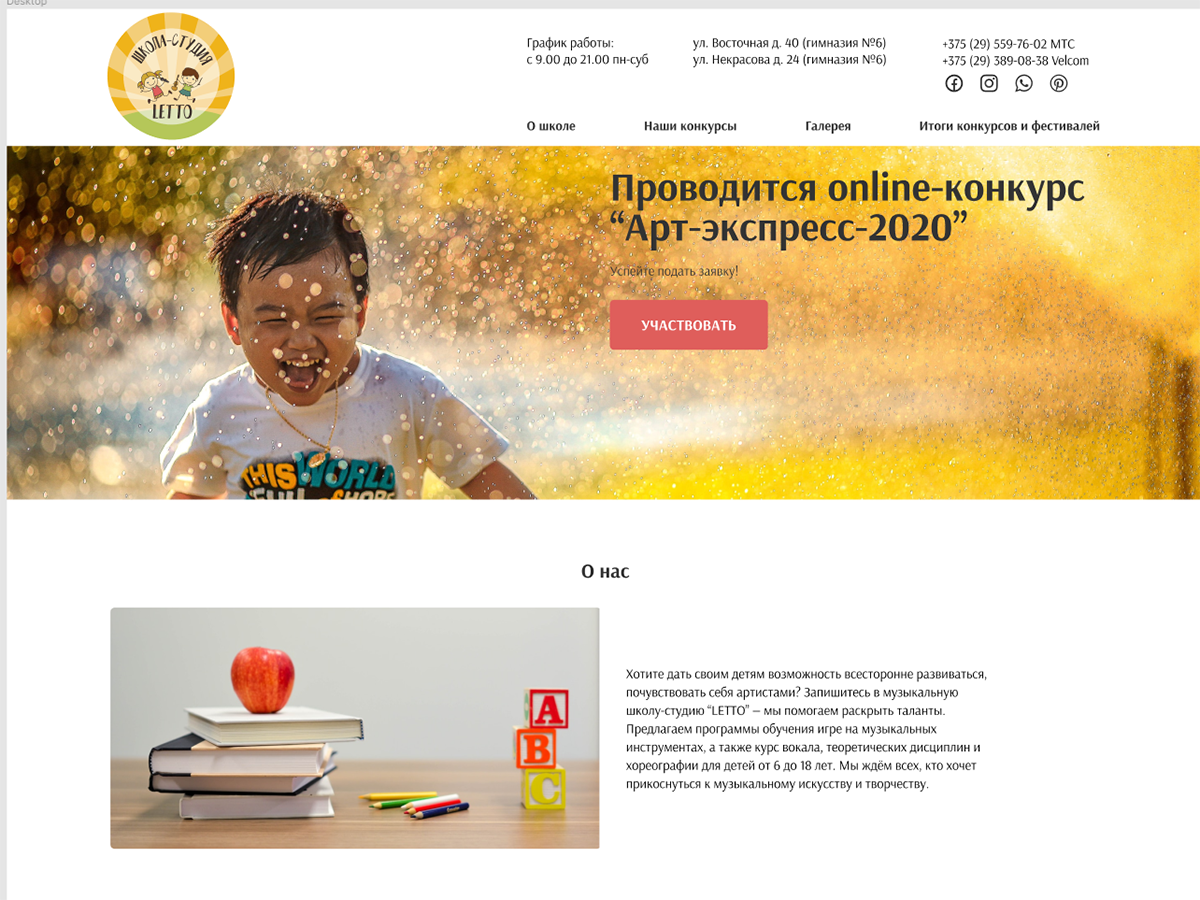 Desktop
ШКОЛА-СТУДИЯ
"LETTO"
График работы:
с 9.00 до 21.00 пн-суб
ул. Восточная д. 40 (гимназия №6)
ул. Некрасова д. 24 (гимназия №6)
+375 (29) 559-76-02 МТС
+375 (29) 389-08-38 Velcom
О школе
Наши конкурсы
Галерея
Итоги конкурсов и фестивалей
Проводится online-конкурс
“Арт-экспресс-2020”
Успейте подать заявку!
УЧАСТВОВАТЬ
THIS WORLD
О нас
A
B
C
Хотите дать своим детям возможность всесторонне развиваться,
почувствовать себя артистами? Запишитесь в музыкальную
школу-студию “LETTO” — мы помогаем раскрыть таланты.
Предлагаем программы обучения игре на музыкальных
инструментах, а также курс вокала, теоретических дисциплин и
хореографии для детей от 6 до 18 лет. Мы ждём всех, кто хочет
прикоснуться к музыкальному искусству и творчеству.